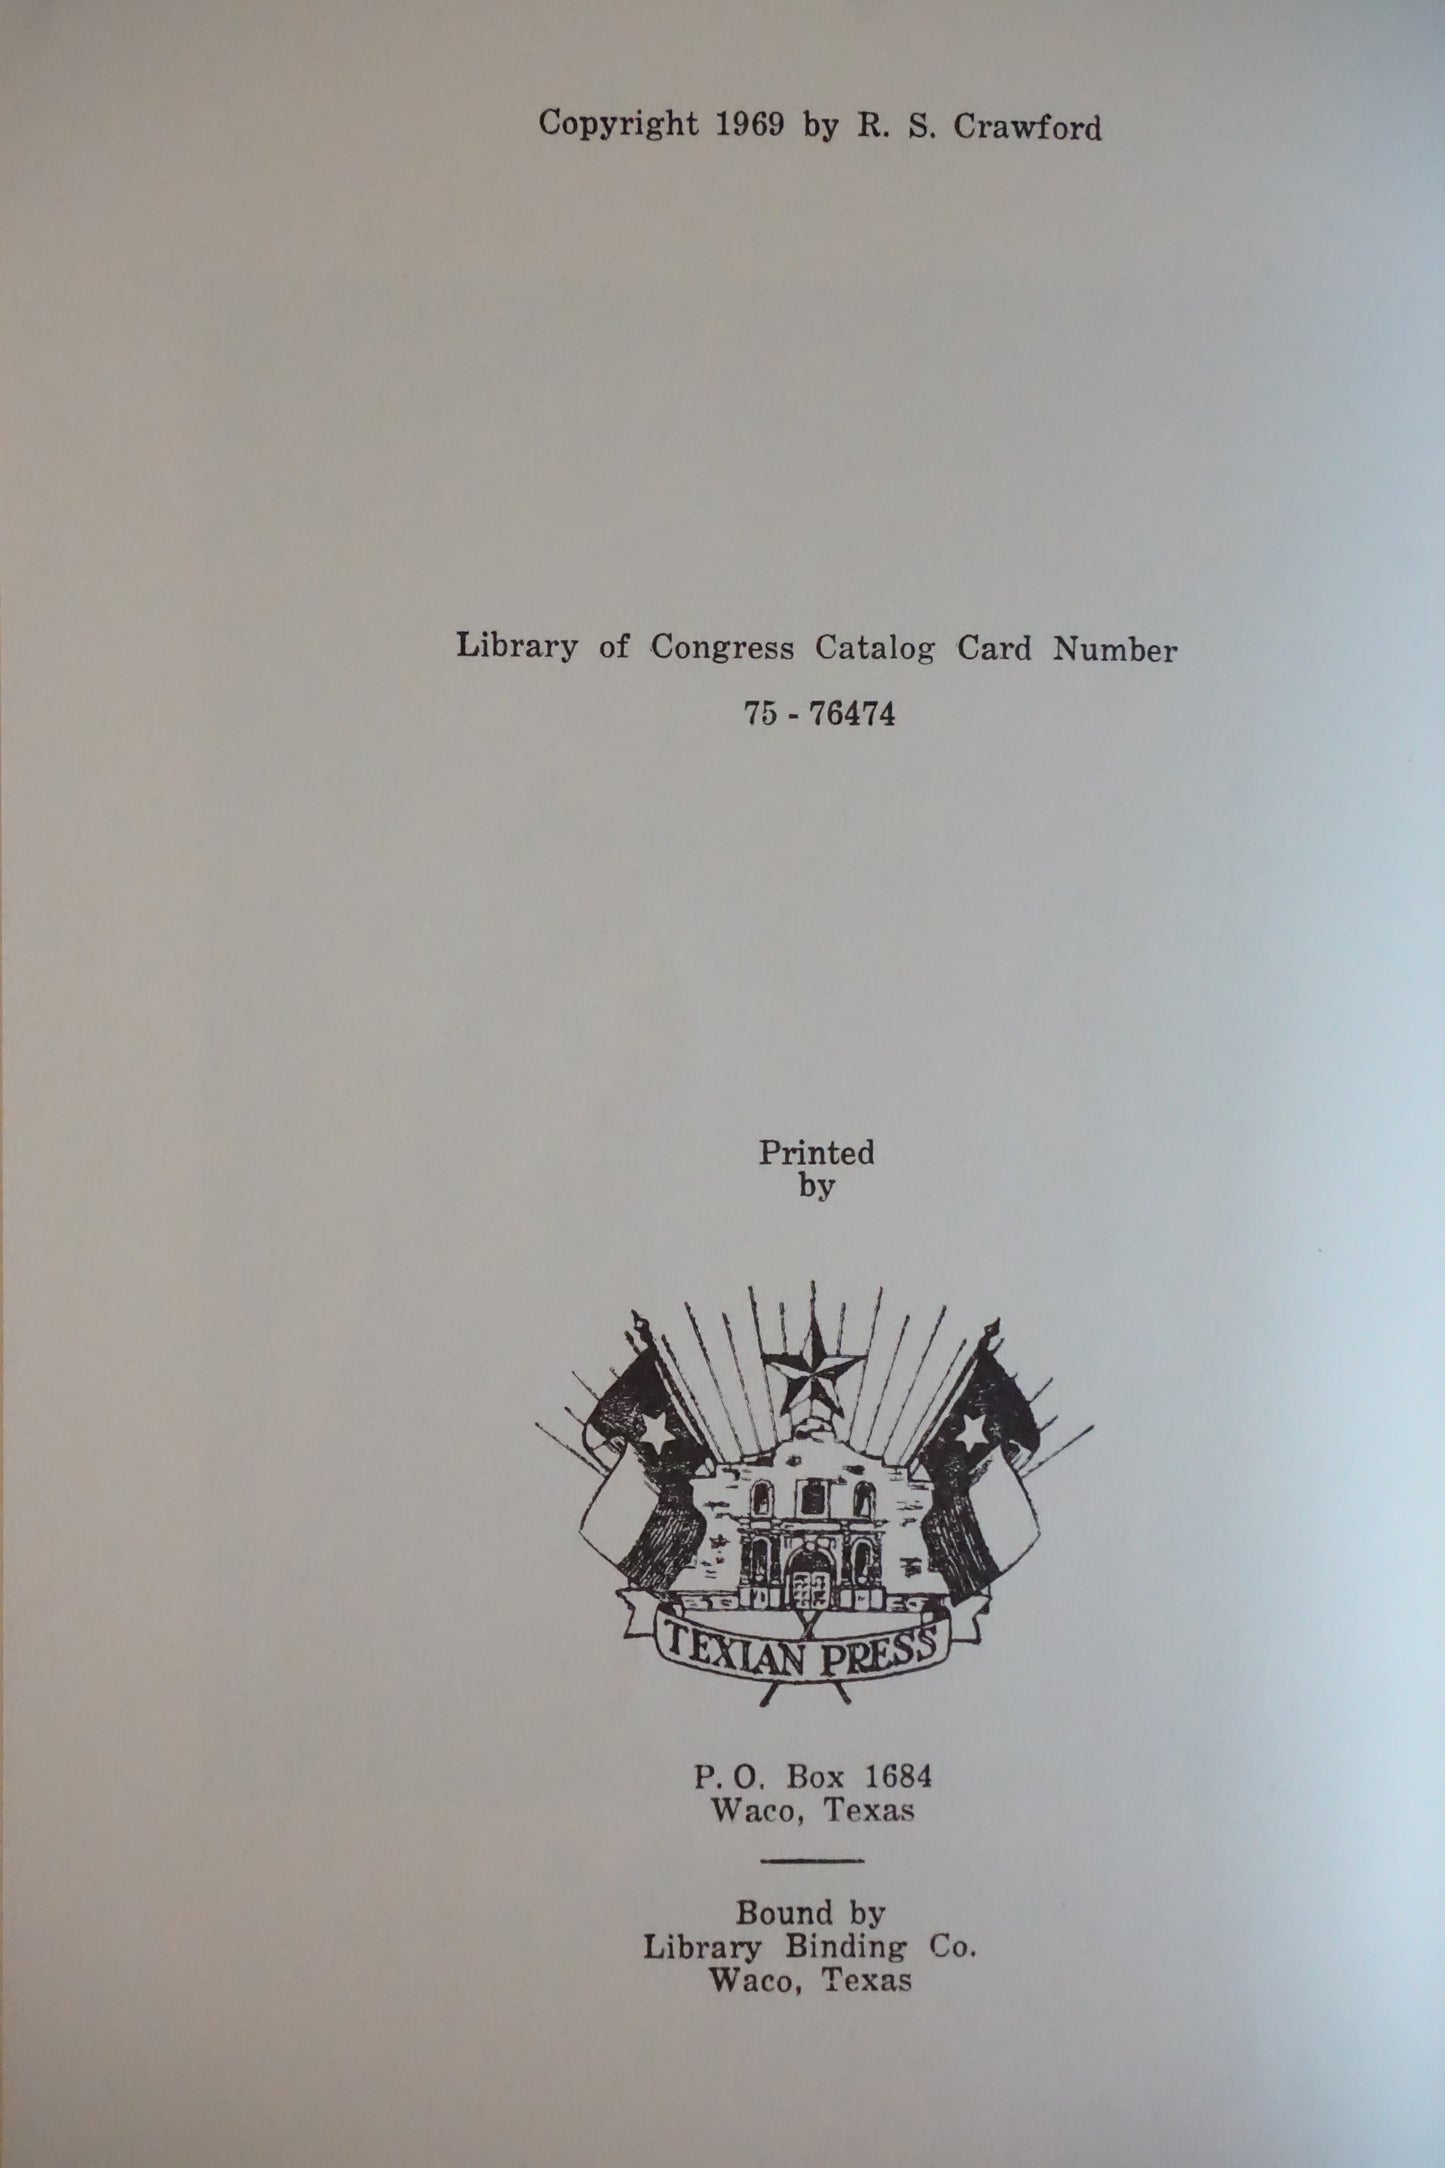 Copyright 1969 by R. S. Crawford
Library of Congress Catalog Card Number
75 - 76474
Printed
by
TEXIAN PRESS
P. O. Box 1684
Waco, Texas
Bound by
Library Binding Co.
Waco, Texas